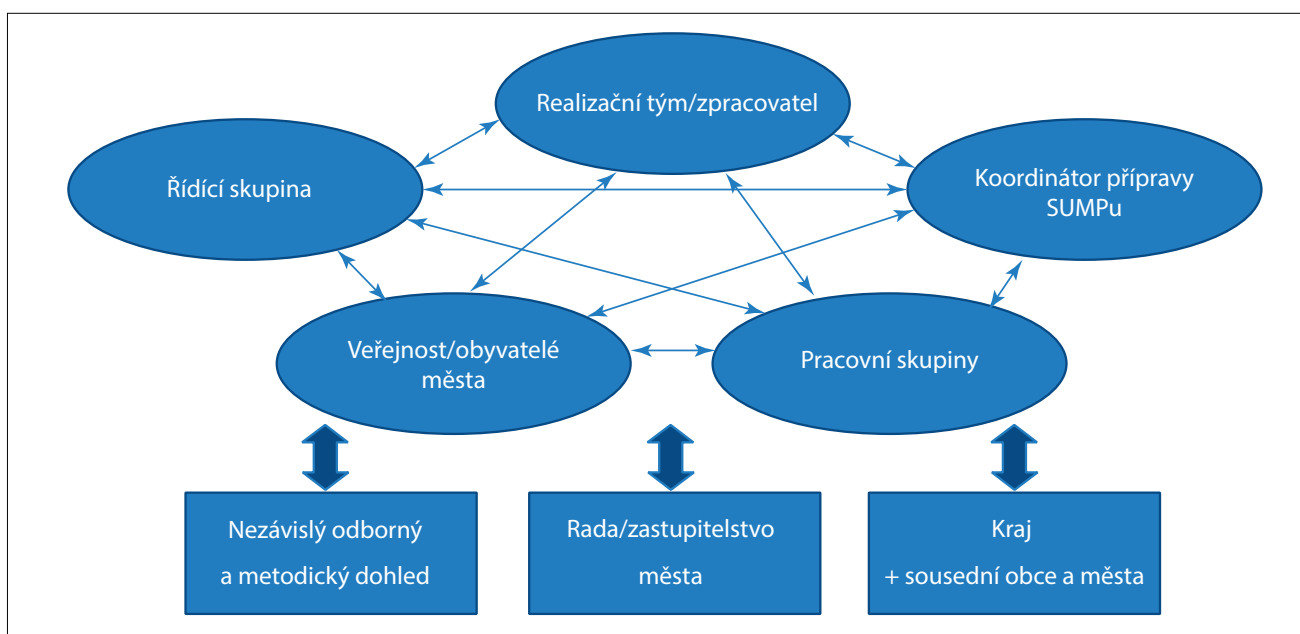 Realizační tým/zpracovatel
Řídící skupina
Koordinátor přípravy
SUMPu
Veřejnost/obyvatelé
města
Pracovní skupiny
Nezávislý odborný
a metodický dohled
Rada/zastupitelstvo
města
Kraj
+ sousední obce a města